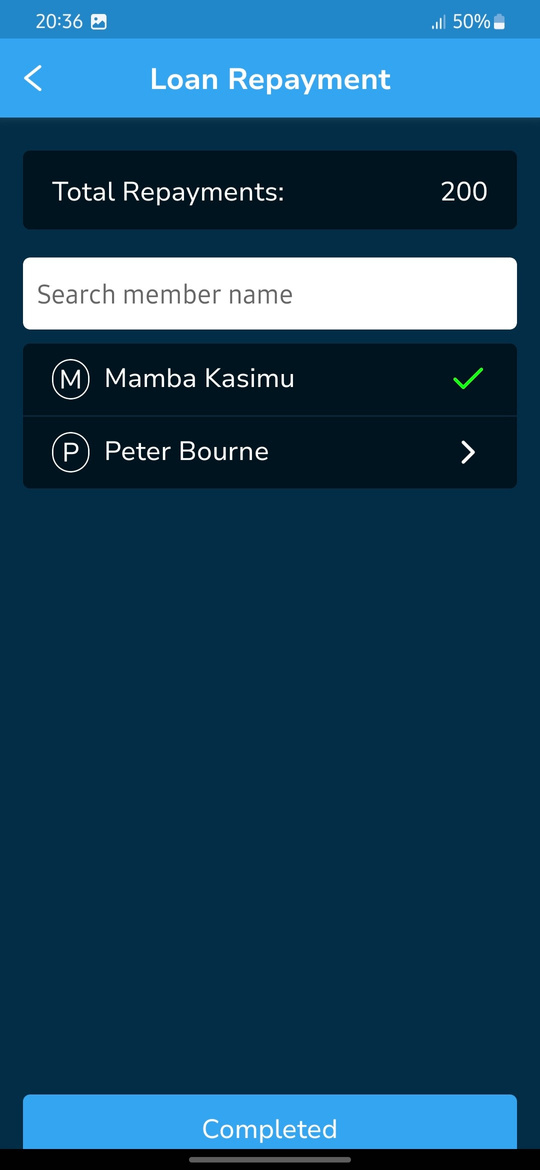 20:36 50%
Loan Repayment
Total Repayments: 200
Search member name
M Mamba Kasimu
P Peter Bourne
Completed